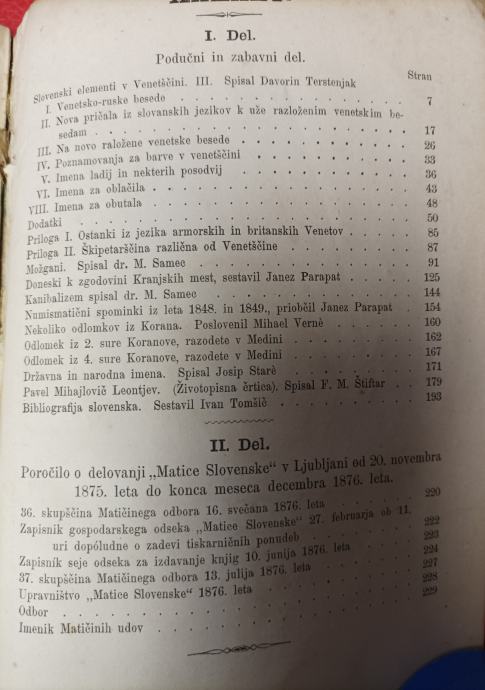 I. Del.
Podučni in zabavni del.
Stran
Slovenski elementi v Venetščini. III. Spisal Davorin Terstenjak
I. Venetsko-ruske besede 7
II. Nova pričala iz slovanskih jezikov k uže razloženim venetskim be-
sedam 17
III. Na novo raložene venetske besede 26
IV. Poznamovanja za barve v venetščini 33
V. Imena ladij in nekterih posodvij 36
VI. Imena za oblačila 43
VIII. Imena za obutala 48
Dodatki 50
Priloga I. Ostanki iz jezika armorskih in britanskih Venetov 85
Priloga II. Škipetarščina različna od Venetščine 87
Možgani. Spisal dr. M. Samec 91
Doneski k zgodovini Kranjskih mest, sestavil Janez Parapat 125
Kanibalizem spisal dr. M. Samec 144
Numismatični spominki iz leta 1848. in 1849., priobčil Janez Parapat 154
Nekoliko odlomkov iz Korana. Poslovenil Mihael Vernè 160
Odlomek iz 2. sure Koranove, razodete v Medini 162
Odlomek iz 4. sure Koranove, razodete v Medini 167
Državna in narodna imena. Spisal Josip Starè 171
Pavel Mihajlovič Leontjev. (Životopisna črtica). Spisal F. M. Štiftar 179
Bibliografija slovenska. Sestavil Ivan Tomšič 193
II. Del.
Poročilo o delovanji „Matice Slovenske“ v Ljubljani od 20. novembra
1875. leta do konca meseca decembra 1876. leta.
36. skupščina Matičinega odbora 16. svečana 1876. leta 220
Zapisnik gospodarskega odseka „Matice Slovenske“ 27. februarja ob 11.
uri dopóludne o zadevi tiskarničnih ponudeb 222
Zapisnik seje odseka za izdavanje knjig 10. junija 1876. leta 223
37. skupščina Matičinega odbora 13. julija 1876. leta 224
Upravništvo „Matice Slovenske“ 1876. leta 227
Odbor 228
Imenik Matičinih udov 229